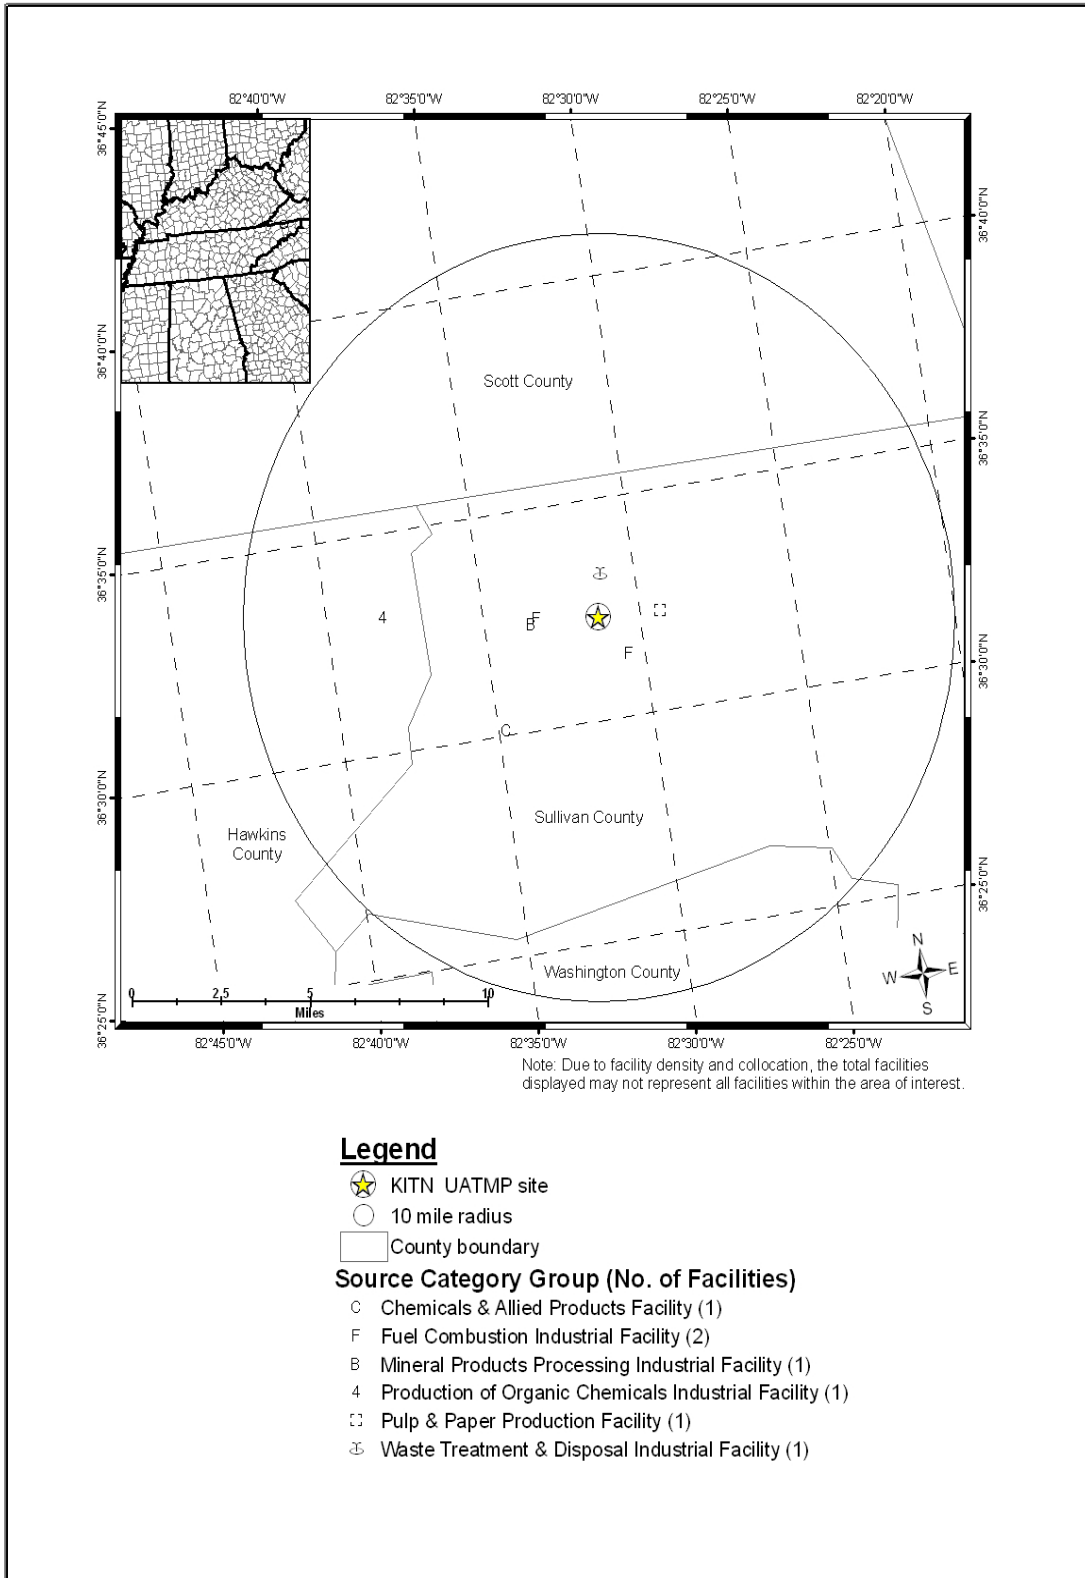 82°40'0"W 82°35'0"W 82°30'0"W 82°25'0"W 82°20'0"W
36°45'0"N
36°40'0"N
36°40'0"N
Scott County
36°35'0"N
36°35'0"N
4
B
F
F
36°30'0"N
C
36°30'0"N
Sullivan County
Hawkins
County
36°25'0"N
Washington County
N
W E
S
0 2.5 5 10
Miles
36°25'0"N
82°45'0"W 82°40'0"W 82°35'0"W 82°30'0"W 82°25'0"W
Note: Due to facility density and collocation, the total facilities
displayed may not represent all facilities within the area of interest.
Legend
KITN UATMP site
10 mile radius
County boundary
Source Category Group (No. of Facilities)
C Chemicals & Allied Products Facility (1)
F Fuel Combustion Industrial Facility (2)
B Mineral Products Processing Industrial Facility (1)
4 Production of Organic Chemicals Industrial Facility (1)
Pulp & Paper Production Facility (1)
Waste Treatment & Disposal Industrial Facility (1)